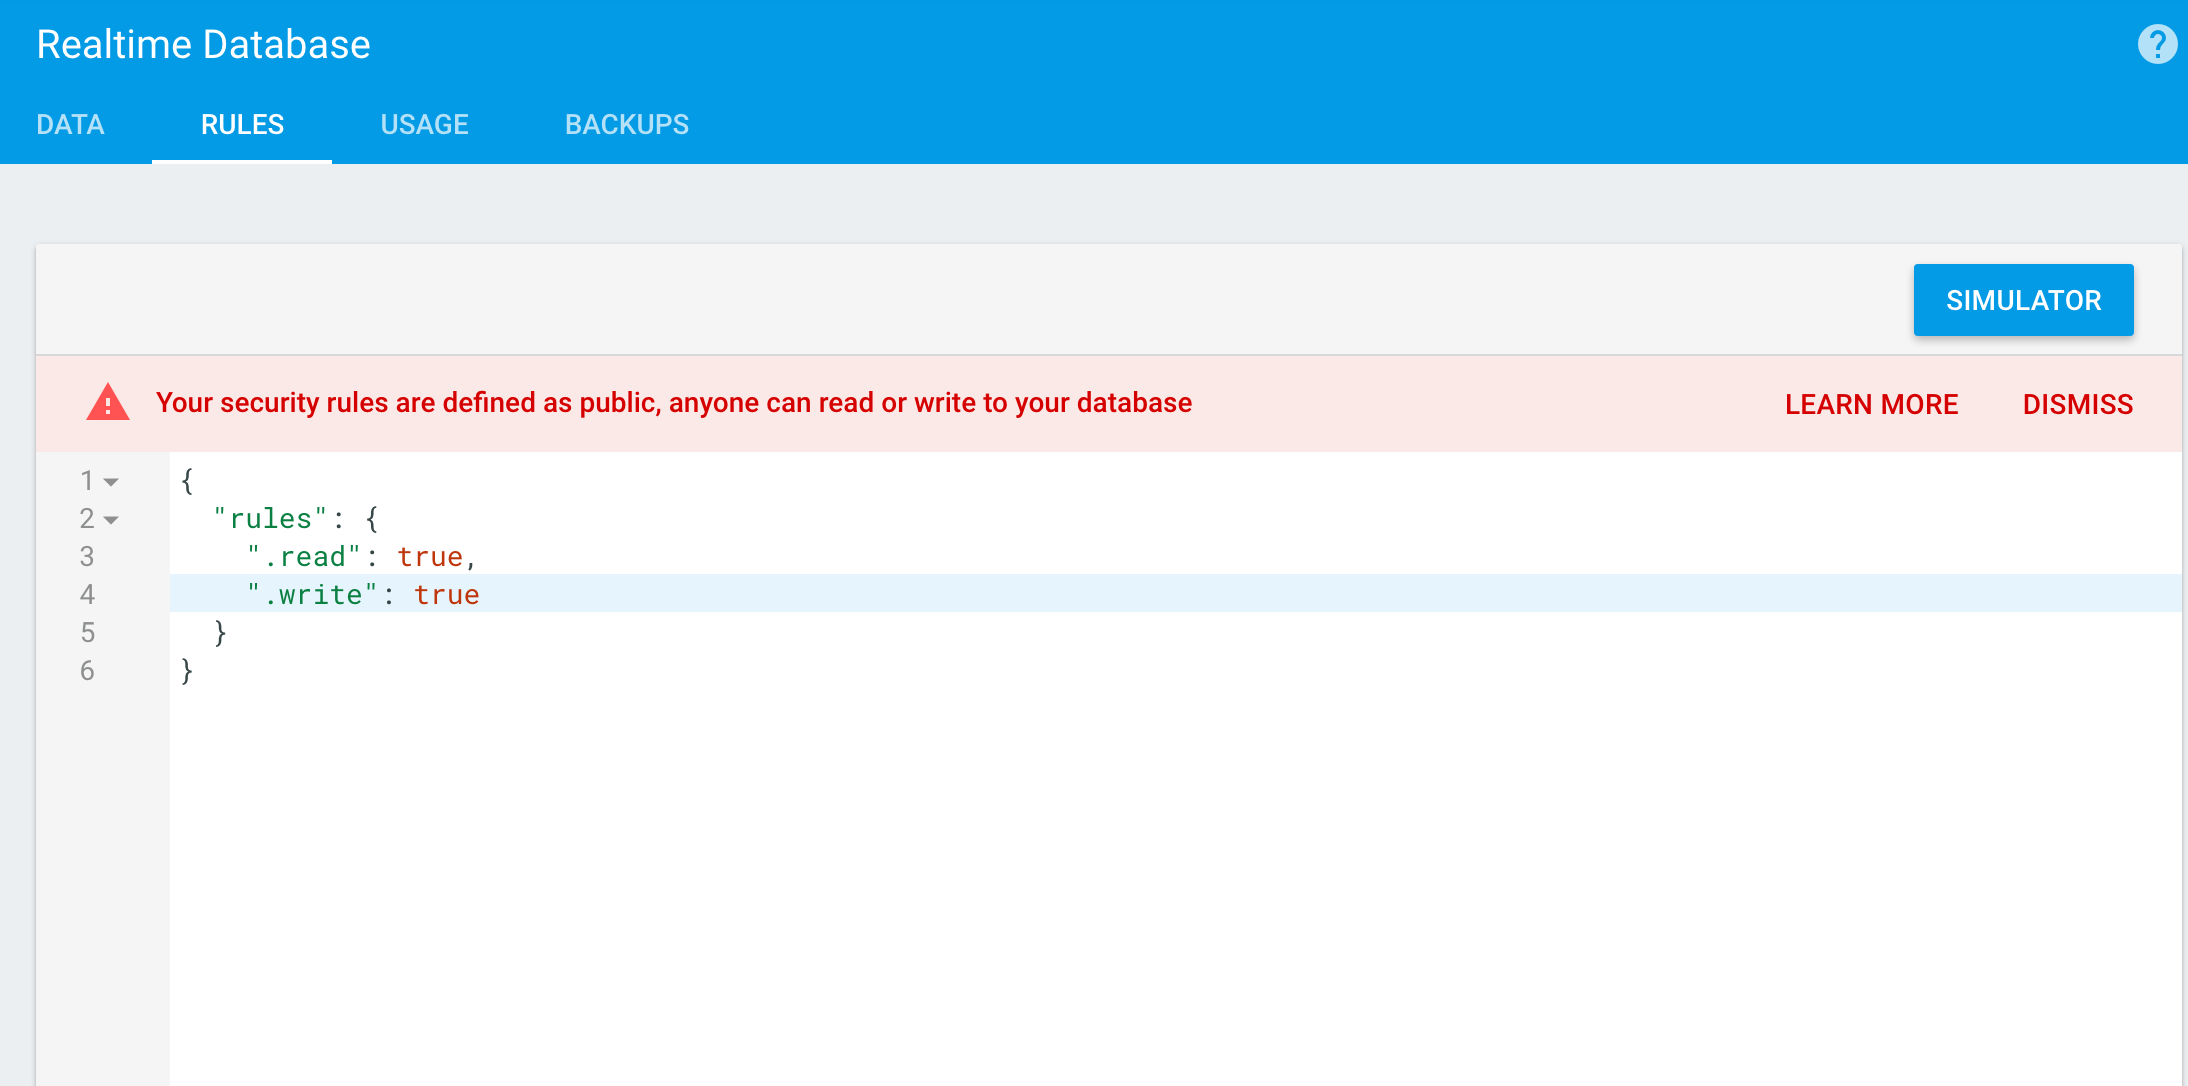 Realtime Database
?
DATA RULES USAGE BACKUPS
SIMULATOR
Your security rules are defined as public, anyone can read or write to your database LEARN MORE DISMISS
1 {
2   "rules": {
3     ".read": true,
4     ".write": true
5   }
6 }